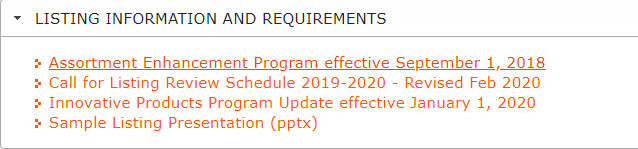 LISTING INFORMATION AND REQUIREMENTS
Assortment Enhancement Program effective September 1, 2018
Call for Listing Review Schedule 2019-2020 - Revised Feb 2020
Innovative Products Program Update effective January 1, 2020
Sample Listing Presentation (pptx)